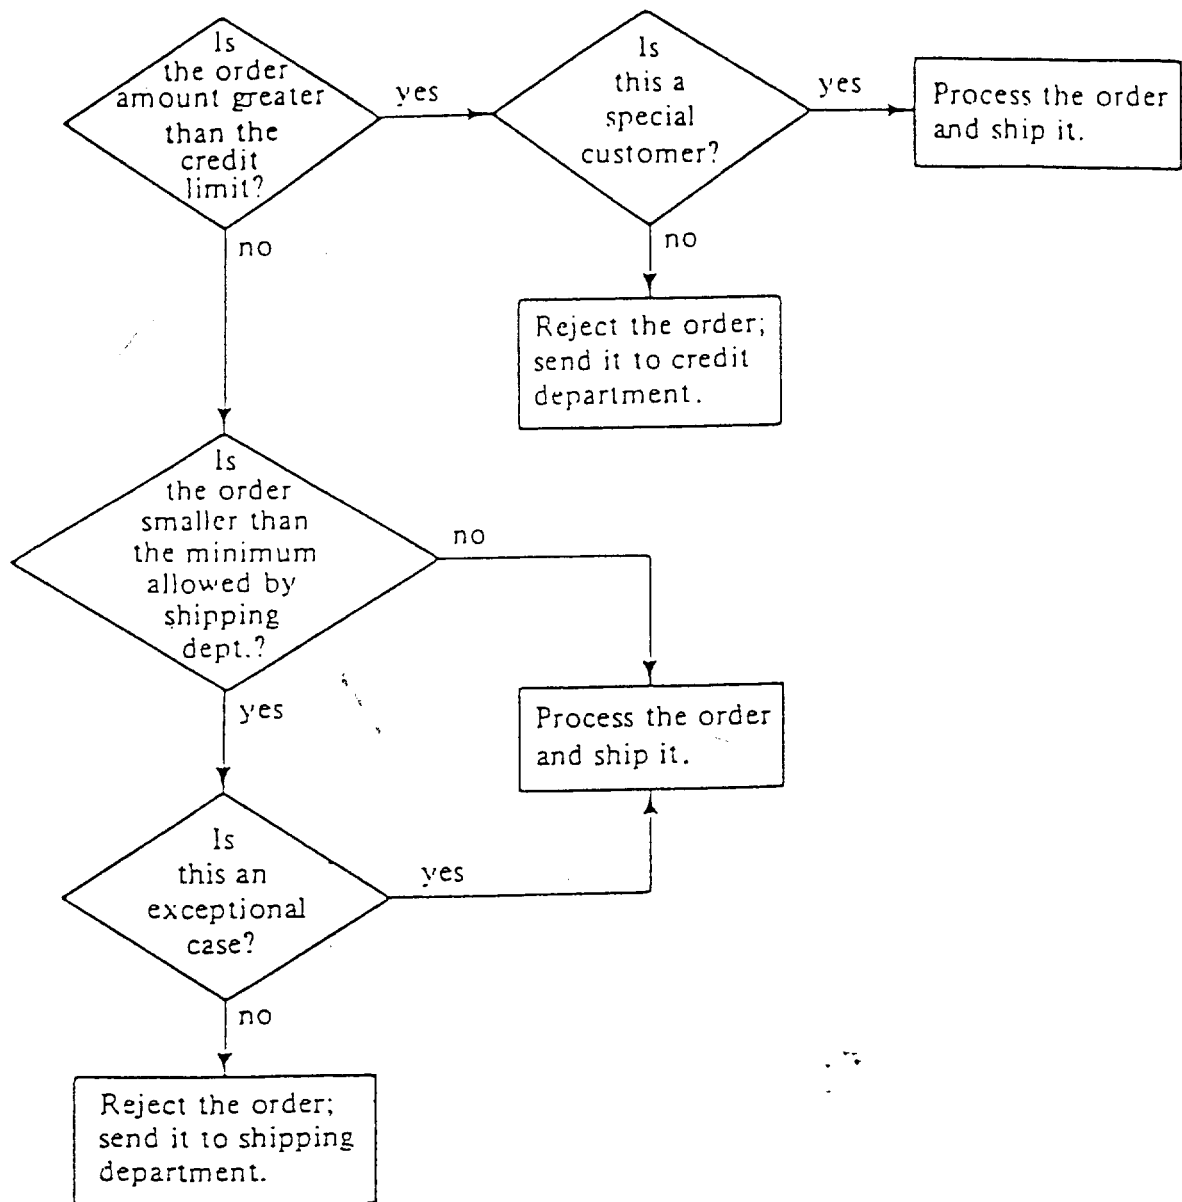 Is
the order
amount greater
than the
credit
limit?
yes
Is
this a
special
customer?
yes
Process the order
and ship it.
no
no
Reject the order;
send it to credit
department.
Is
the order
smaller than
the minimum
allowed by
shipping
dept.?
no
yes
Process the order
and ship it.
Is
this an
exceptional
case?
yes
no
Reject the order;
send it to shipping
department.